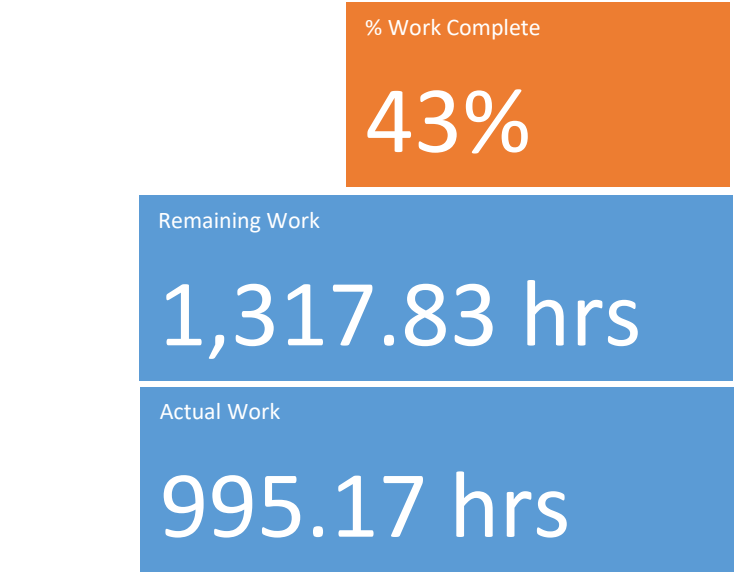 % Work Complete
43%
Remaining Work
1,317.83 hrs
Actual Work
995.17 hrs